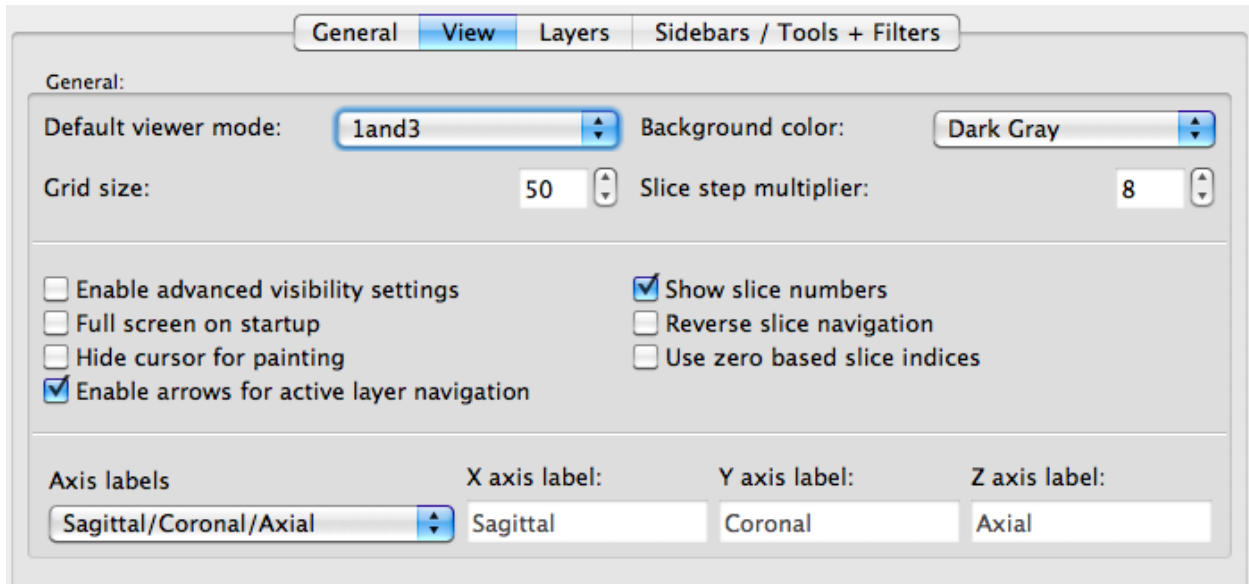 General View Layers Sidebars / Tools + Filters
General:
Default viewer mode: 1and3 Background color: Dark Gray
Grid size: 50 Slice step multiplier: 8
Enable advanced visibility settings Show slice numbers
Full screen on startup Reverse slice navigation
Hide cursor for painting Use zero based slice indices
Enable arrows for active layer navigation
Axis labels X axis label: Y axis label: Z axis label:
Sagittal/Coronal/Axial Sagittal Coronal Axial